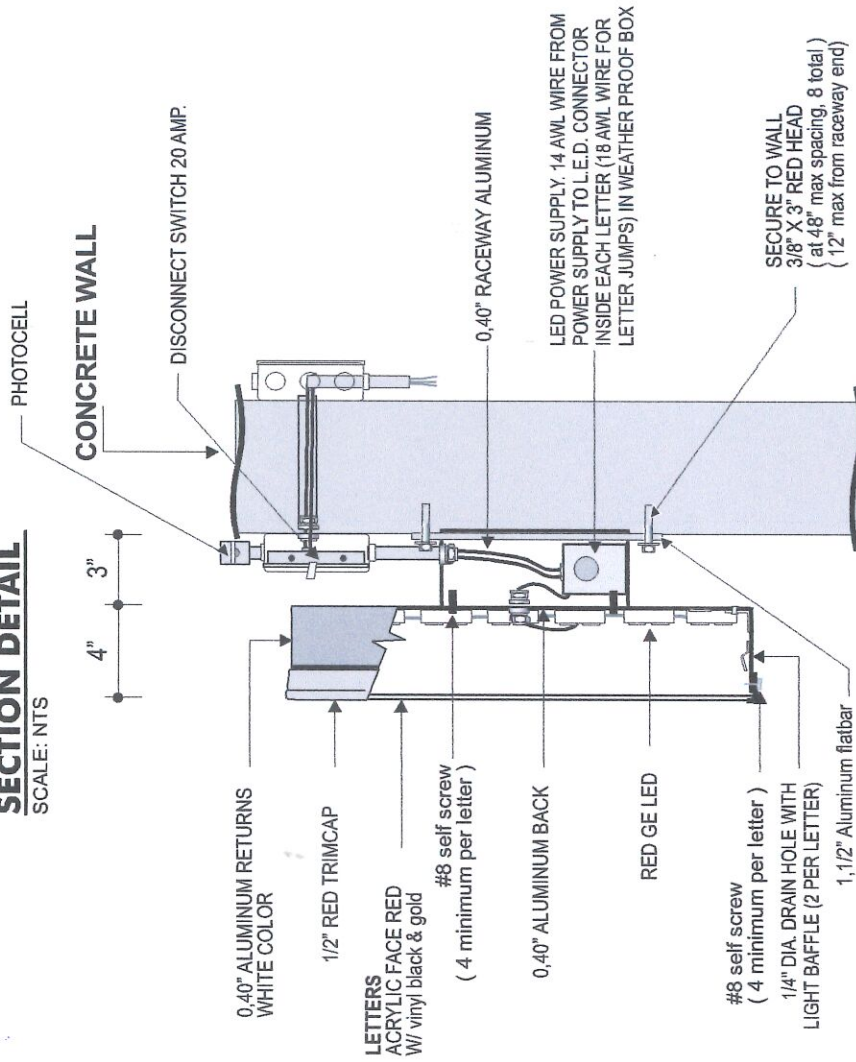 SECTION DETAIL
SCALE: NTS
4"
3"
PHOTOCELL
CONCRETE WALL
DISCONNECT SWITCH 20 AMP.
0,40" RACEWAY ALUMINUM
LED POWER SUPPLY. 14 AWL WIRE FROM
POWER SUPPLY TO L.E.D. CONNECTOR
INSIDE EACH LETTER (18 AWL WIRE FOR
LETTER JUMPS) IN WEATHER PROOF BOX
SECURE TO WALL
3/8" X 3" RED HEAD
( at 48" max spacing, 8 total )
( 12" max from raceway end)
0,40" ALUMINUM RETURNS
WHITE COLOR
1/2" RED TRIMCAP
LETTERS
ACRYLIC FACE RED
W/ vinyl black & gold
#8 self screw
( 4 minimum per letter )
0,40" ALUMINUM BACK
RED GE LED
#8 self screw
( 4 minimum per letter )
1/4" DIA. DRAIN HOLE WITH
LIGHT BAFFLE (2 PER LETTER)
1,1/2" Aluminum flatbar